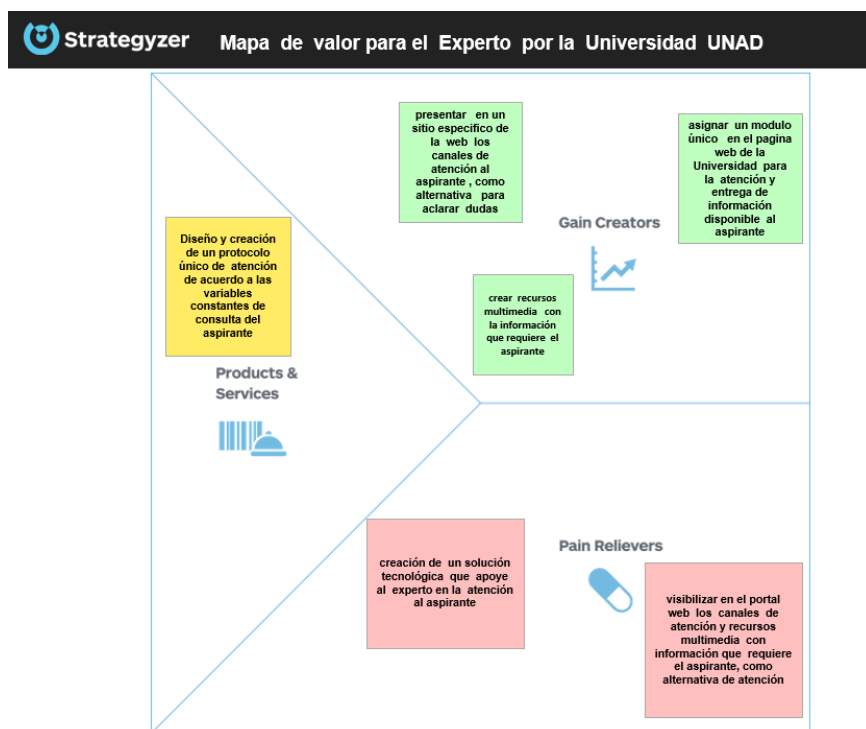 Strategyzer
Mapa de valor para el Experto por la Universidad UNAD
presentar en un
sitio especifico de
la web los
canales de
atención al
aspirante , como
alternativa para
aclarar dudas
asignar un modulo
único en el pagina
web de la
Universidad para
la atención y
entrega de
información
disponible al
aspirante
Gain Creators
Diseño y creación
de un protocolo
único de atención
de acuerdo a las
variables
constantes de
consulta del
aspirante
crear recursos
multimedia con
la información
que requiere el
aspirante
Products &
Services
creación de un solución
tecnológica que apoye
al experto en la atención
al aspirante
Pain Relievers
visibilizar en el portal
web los canales de
atención y recursos
multimedia con
información que requiere
el aspirante, como
alternativa de atención